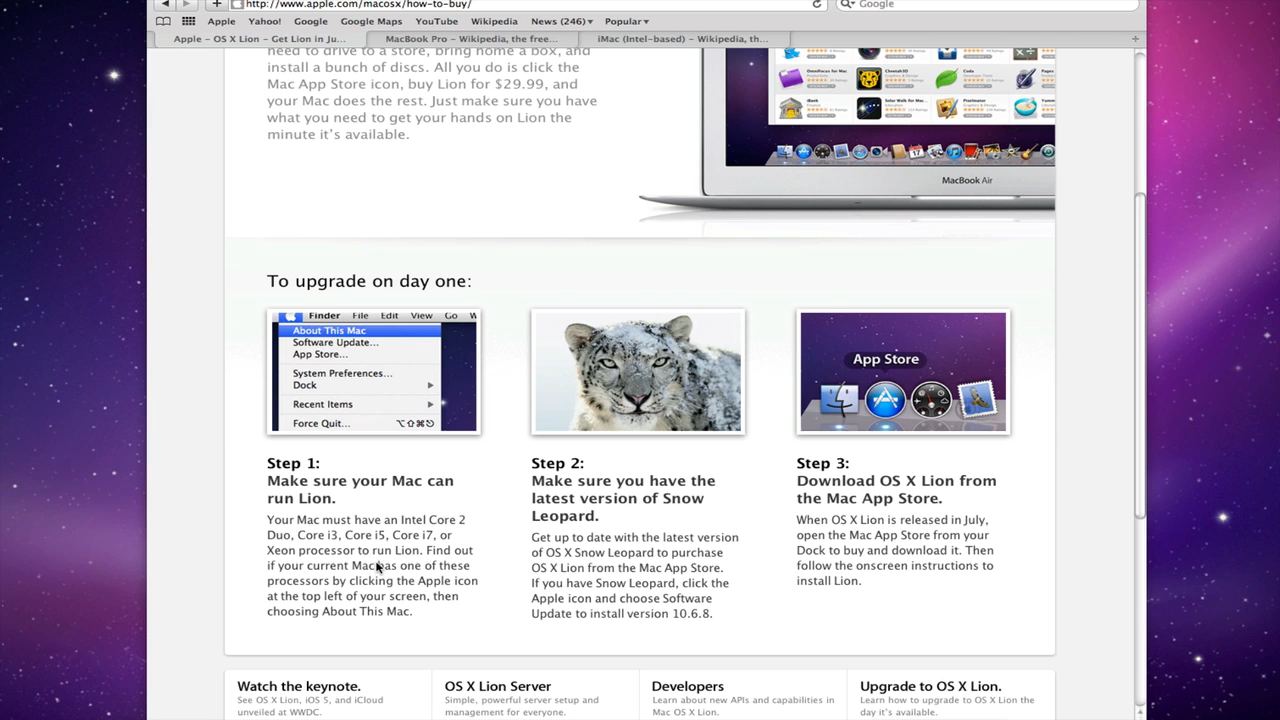 http://www.apple.com/macosx/how-to-buy/
Google
Apple
Yahoo!
Google
Google Maps
YouTube
Wikipedia
News (246)
Popular
Apple – OS X Lion – Get Lion in Ju...
MacBook Pro – Wikipedia, the free...
iMac (Intel-based) – Wikipedia, th...
need to drive to a store, bring home a box, and
install a bunch of discs. All you do is click the
Mac App Store icon, buy Lion for $29.99, and
your Mac does the rest. Just make sure you have
what you need to get your hands on Lion the
minute it's available.
OmniFocus for Mac
Coda
Pages
iBank
Solar Walk for Mac...
Pixelmator
17
MacBook Air
To upgrade on day one:
Finder File Edit View Go W
About This Mac
Software Update...
App Store...
System Preferences...
Dock
Recent Items
Force Quit... ⌥⇧⌘⎋
App Store
Step 1:
Make sure your Mac can
run Lion.
Your Mac must have an Intel Core 2
Duo, Core i3, Core i5, Core i7, or
Xeon processor to run Lion. Find out
if your current Mac has one of these
processors by clicking the Apple icon
at the top left of your screen, then
choosing About This Mac.
Step 2:
Make sure you have the
latest version of Snow
Leopard.
Get up to date with the latest version
of OS X Snow Leopard to purchase
OS X Lion from the Mac App Store.
If you have Snow Leopard, click the
Apple icon and choose Software
Update to install version 10.6.8.
Step 3:
Download OS X Lion from
the Mac App Store.
When OS X Lion is released in July,
open the Mac App Store from your
Dock to buy and download it. Then
follow the onscreen instructions to
install Lion.
Watch the keynote.
See OS X Lion, iOS 5, and iCloud
unveiled at WWDC.
OS X Lion Server
Simple, powerful server setup and
management for everyone.
Developers
Learn about new APIs and capabilities in
Mac OS X Lion.
Upgrade to OS X Lion.
Learn how to upgrade to OS X Lion the
day it's available.